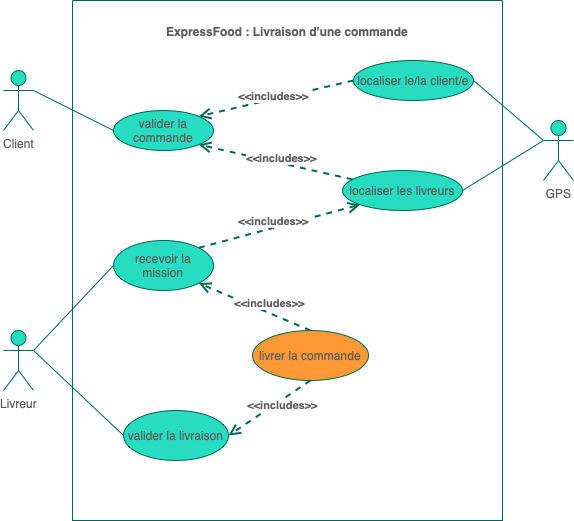 ExpressFood : Livraison d'une commande
localiser le/la client/e
<<includes>>
valider la
commande
Client
<<includes>>
localiser les livreurs
GPS
<<includes>>
recevoir la
mission
<<includes>>
livrer la commande
Livreur
<<includes>>
valider la livraison